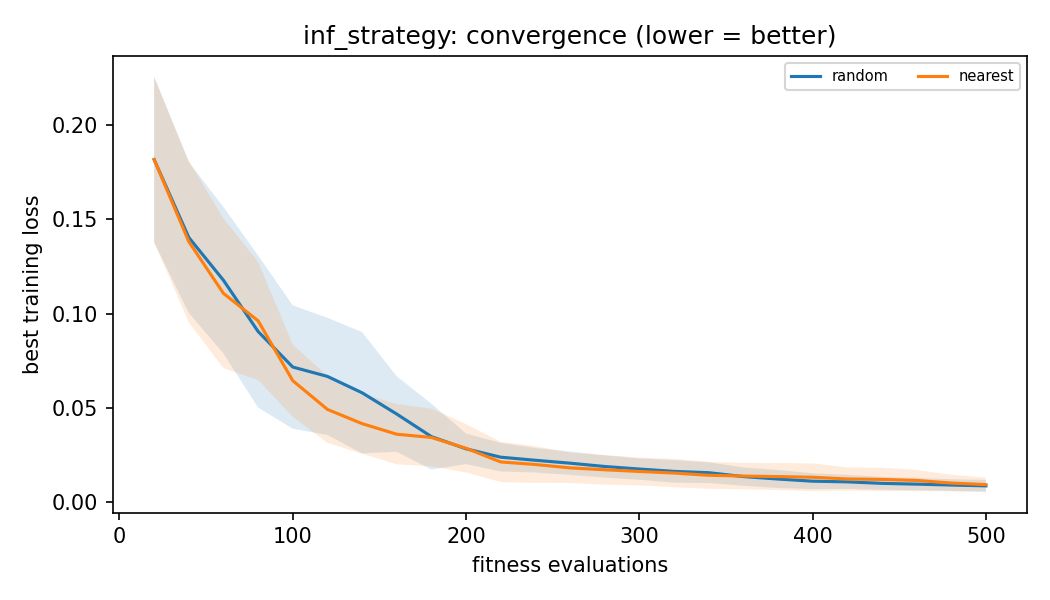 inf_strategy: convergence (lower = better)
random nearest
0.20
0.15
0.10
0.05
0.00
best training loss
0 100 200 300 400 500
fitness evaluations